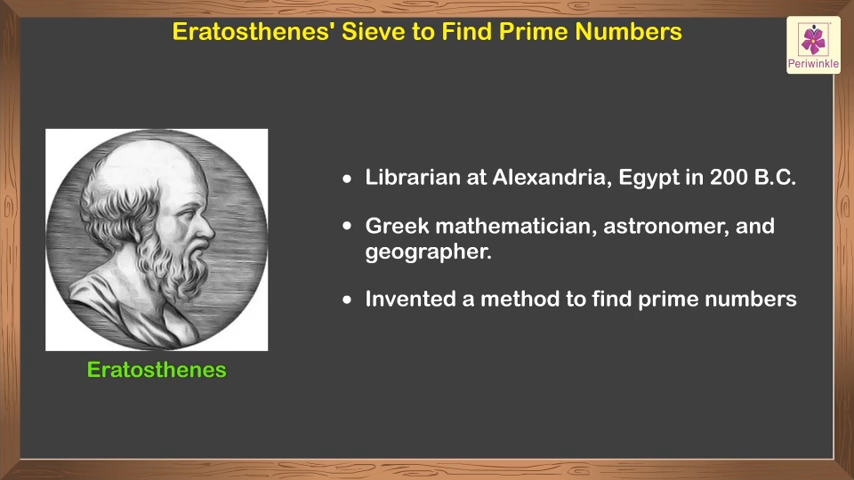 Eratosthenes' Sieve to Find Prime Numbers
Periwinkle
• Librarian at Alexandria, Egypt in 200 B.C.
• Greek mathematician, astronomer, and
geographer.
• Invented a method to find prime numbers
Eratosthenes